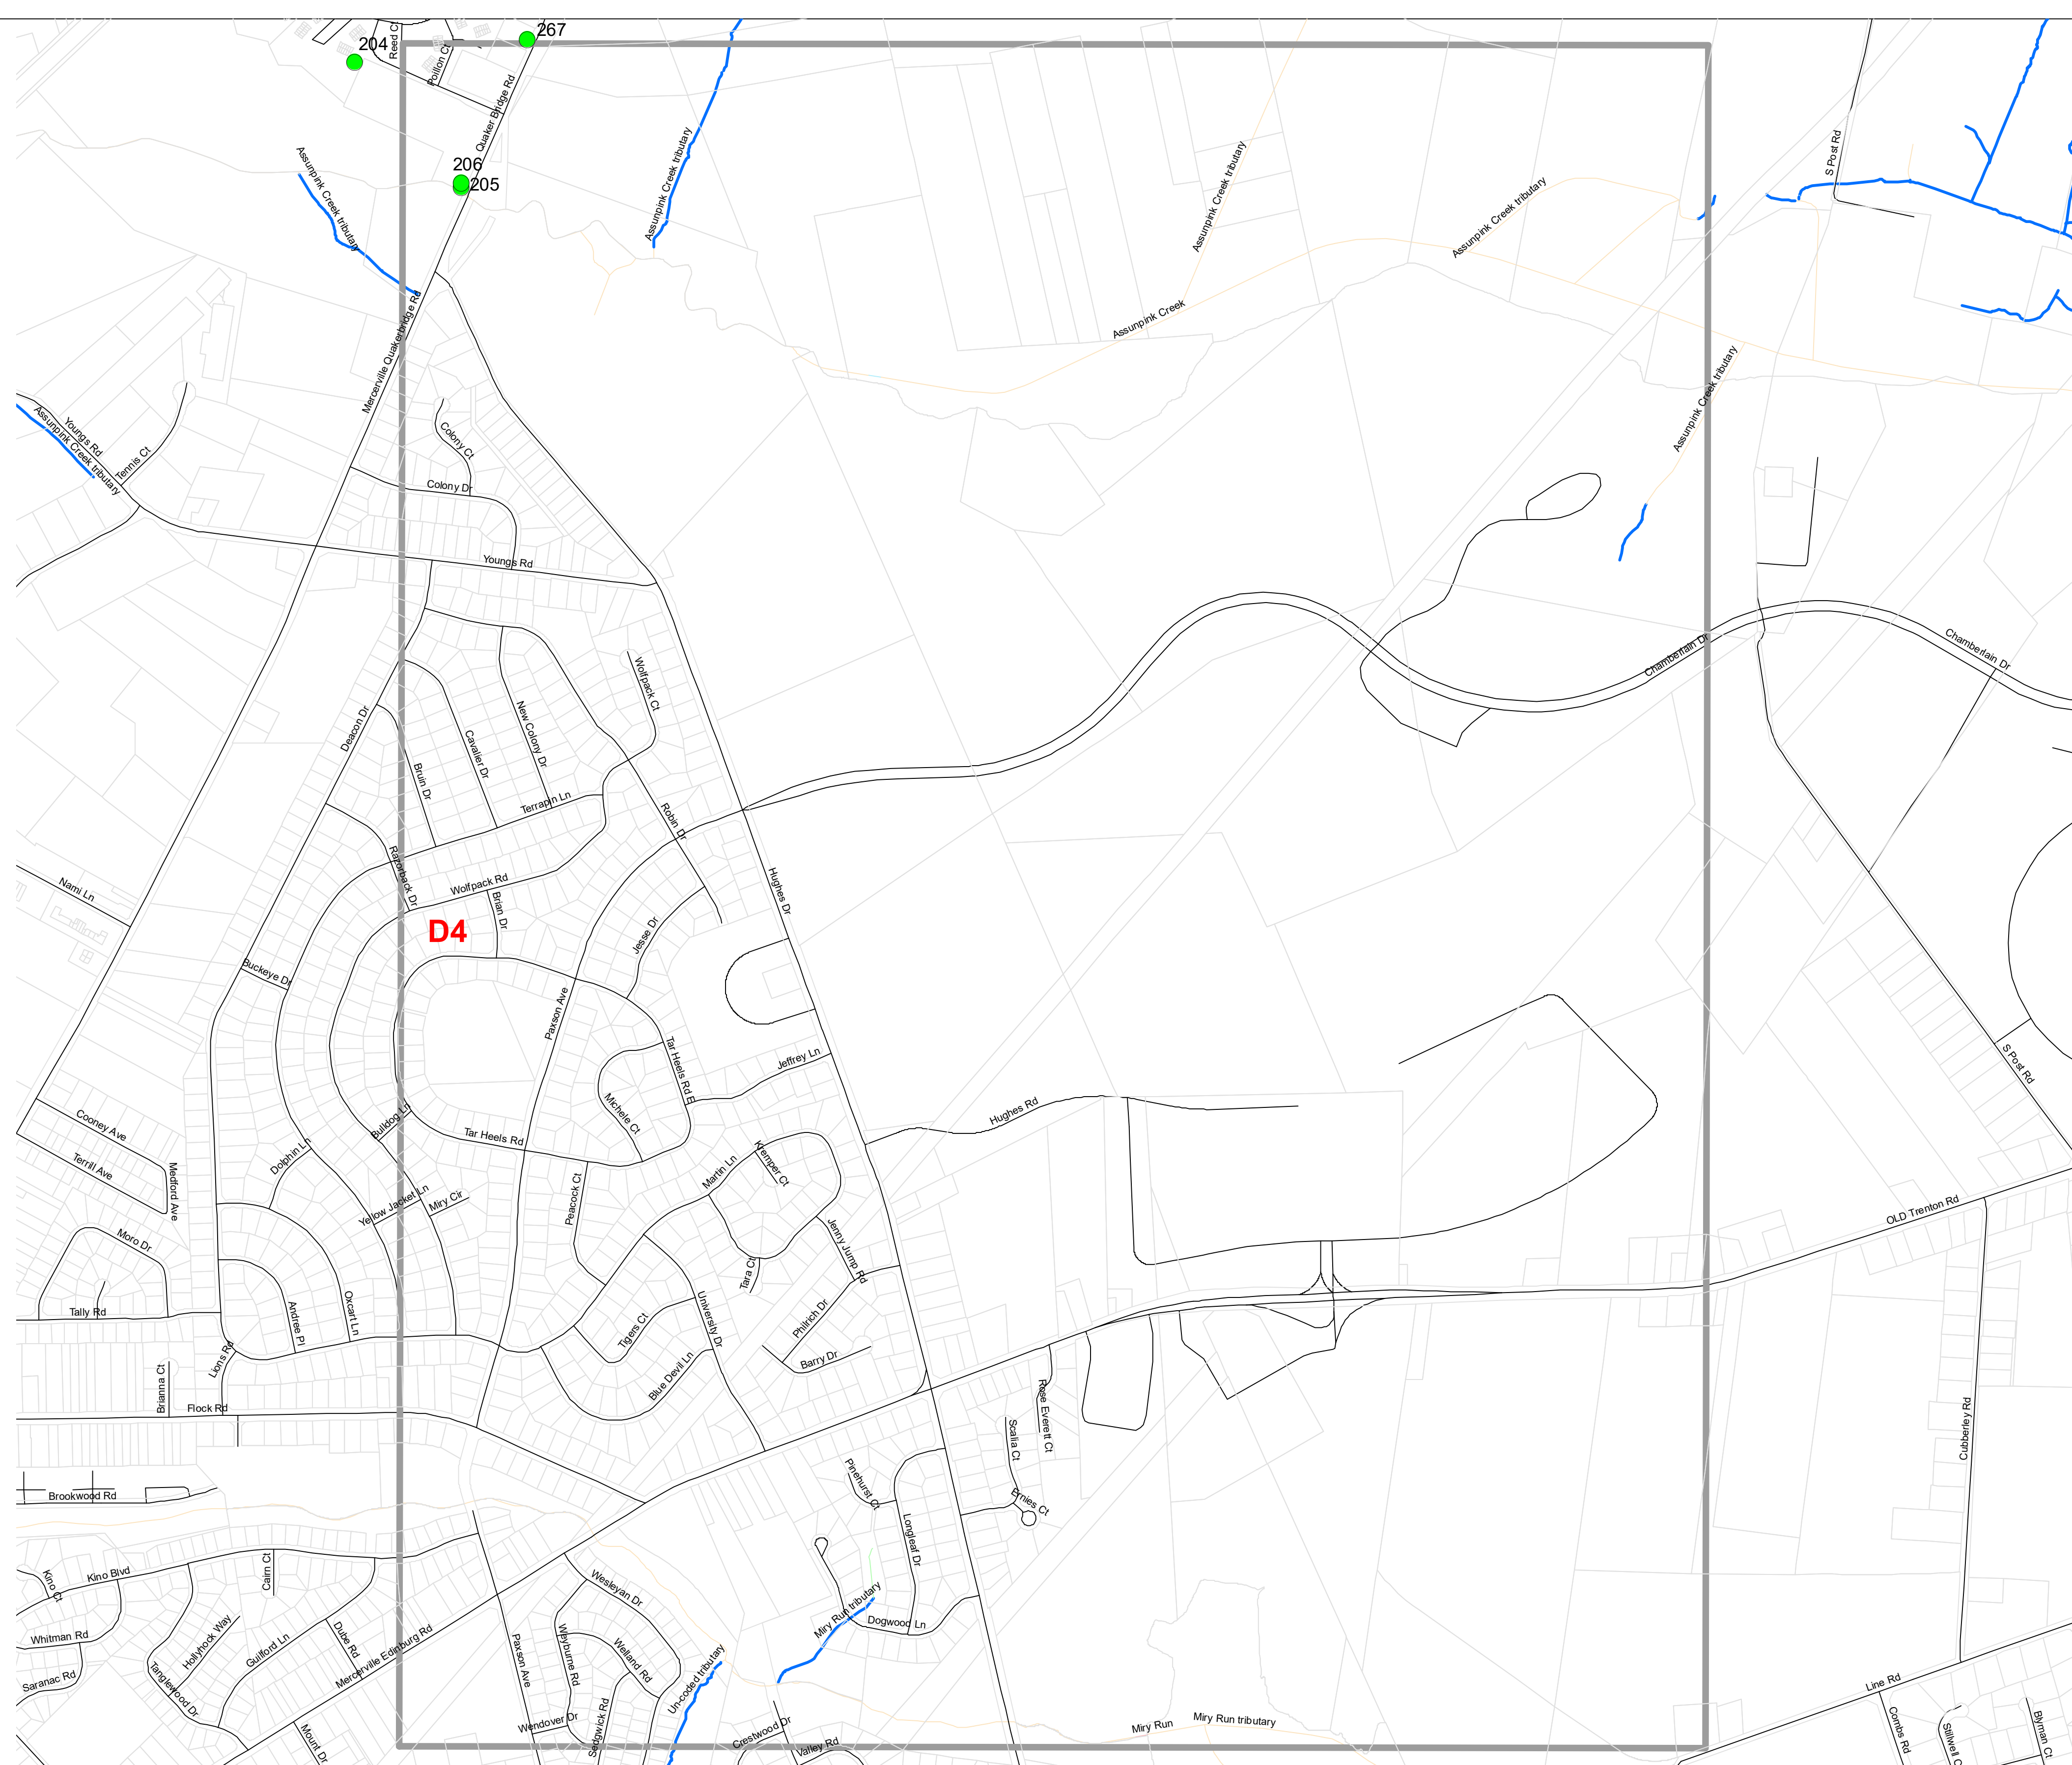 267
204
Reed Ct
Poillon Ct
Quaker Bridge Rd
206
205
Assunpink Creek tributary
Assunpink Creek tributary
Assunpink Creek tributary
Assunpink Creek tributary
S Post Rd
Mercerville Quakerbridge Rd
Assunpink Creek
Assunpink Creek tributary
Youngs Rd
Assunpink Creek tributary
Tennis Ct
Colony Ct
Colony Dr
Youngs Rd
Wolfpack Ct
Chamberlain Dr
Chamberlain Dr
Deacon Dr
New Colony Dr
Cavalier Dr
Bruin Dr
Terrapin Ln
Robin Dr
Razorback Dr
Wolfpack Rd
Brian Dr
Hughes Dr
Nami Ln
D4
Jesse Dr
Buckeye Dr
Paxson Ave
Tar Heels Rd E
Jeffrey Ln
S Post Rd
Michele Ct
Hughes Rd
Cooney Ave
Bulldog Ln
Tar Heels Rd
Terrill Ave
Medford Ave
Dolphin Ln
Martin Ln
Kemper Ct
Yellow Jacket Ln
Miry Cir
Peacock Ct
OLD Trenton Rd
Moro Dr
Jenny Jump Rd
Tara Ct
Tally Rd
Andree Pl
Oxcart Ln
University Dr
Tigers Ct
Philrich Dr
Lions Rd
Barry Dr
Blue Devil Ln
Brianna Ct
Flock Rd
Rose Everett Ct
Scalia Ct
Cubberley Rd
Pinehurst Ct
Ernies Ct
Brookwood Rd
Longleaf Dr
Kino Ct
Kino Blvd
Cairn Ct
Wesleyan Dr
Miry Run tributary
Dogwood Ln
Whitman Rd
Hollyhock Way
Guilford Ln
Dube Rd
Mercerville Edinburg Rd
Paxson Ave
Weyburne Rd
Welland Rd
Un-coded tributary
Saranac Rd
Tanglewood Dr
Line Rd
Wendover Dr
Sedgwick Rd
Mount Dr
Crestwood Dr
Valley Rd
Miry Run
Miry Run tributary
Combs Rd
Stillwell C
Blyman Ct